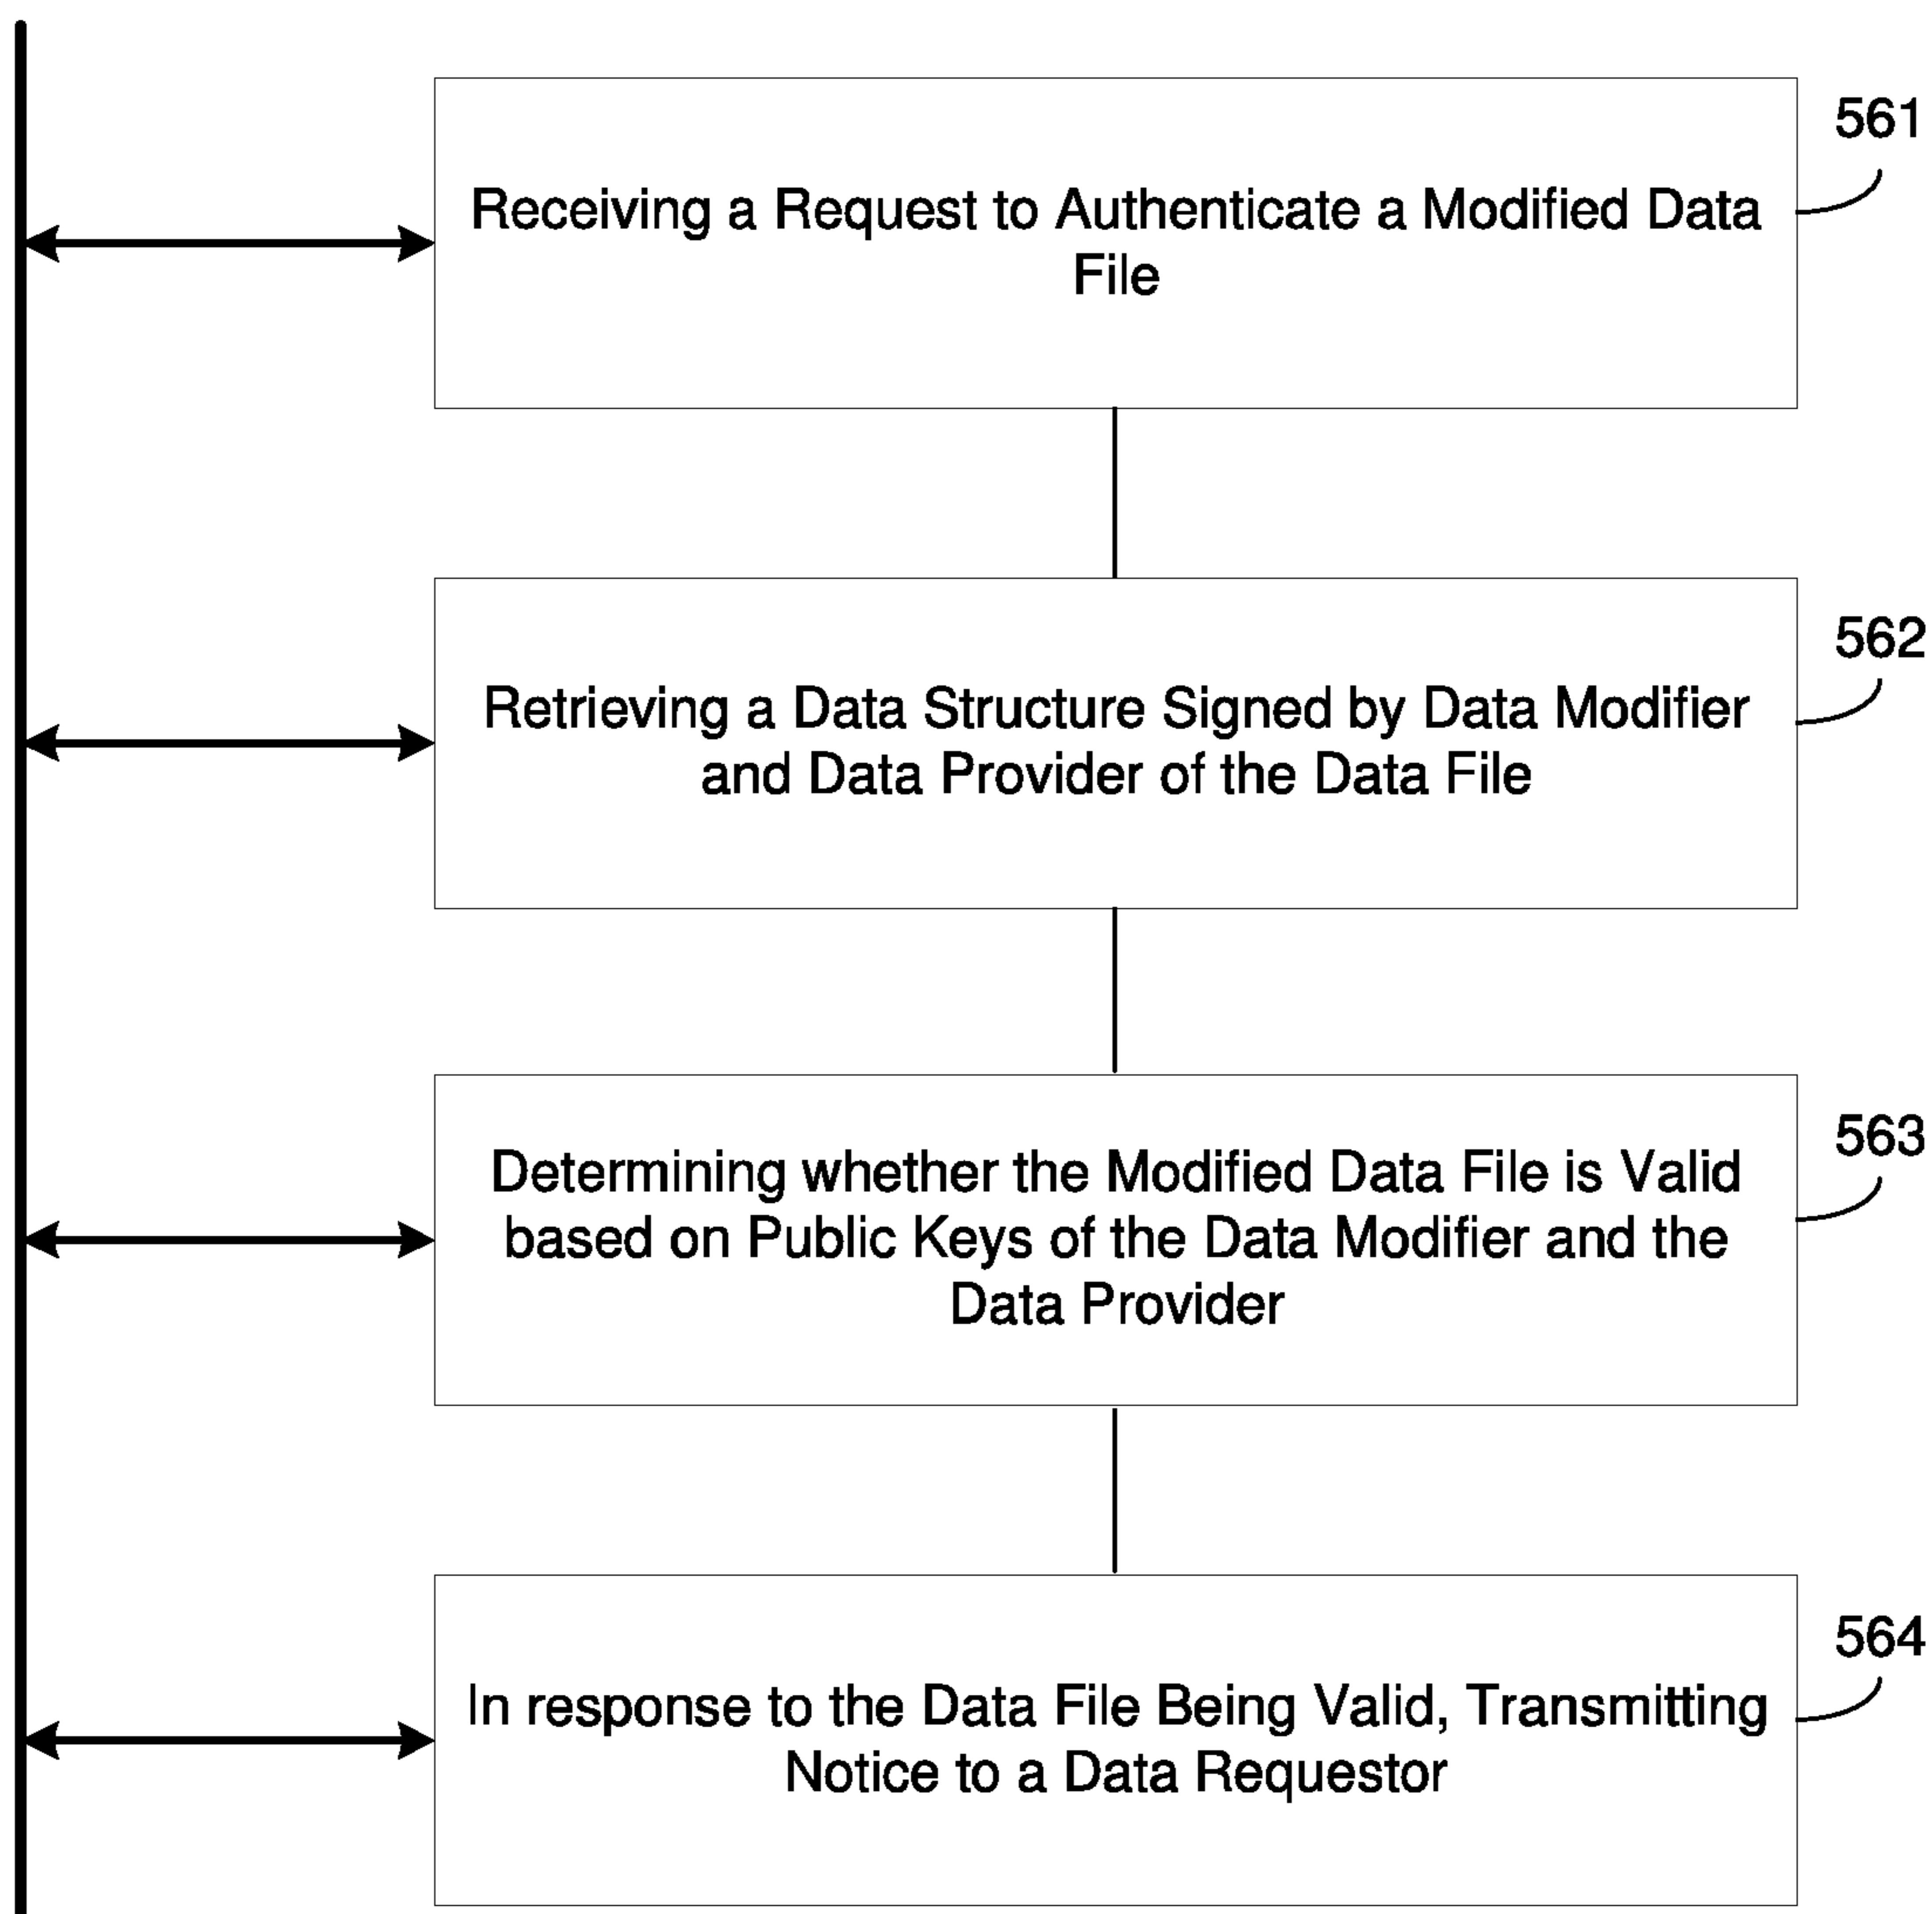 561
Receiving a Request to Authenticate a Modified Data
File
562
Retrieving a Data Structure Signed by Data Modifier
and Data Provider of the Data File
563
Determining whether the Modified Data File is Valid
based on Public Keys of the Data Modifier and the
Data Provider
564
In response to the Data File Being Valid, Transmitting
Notice to a Data Requestor